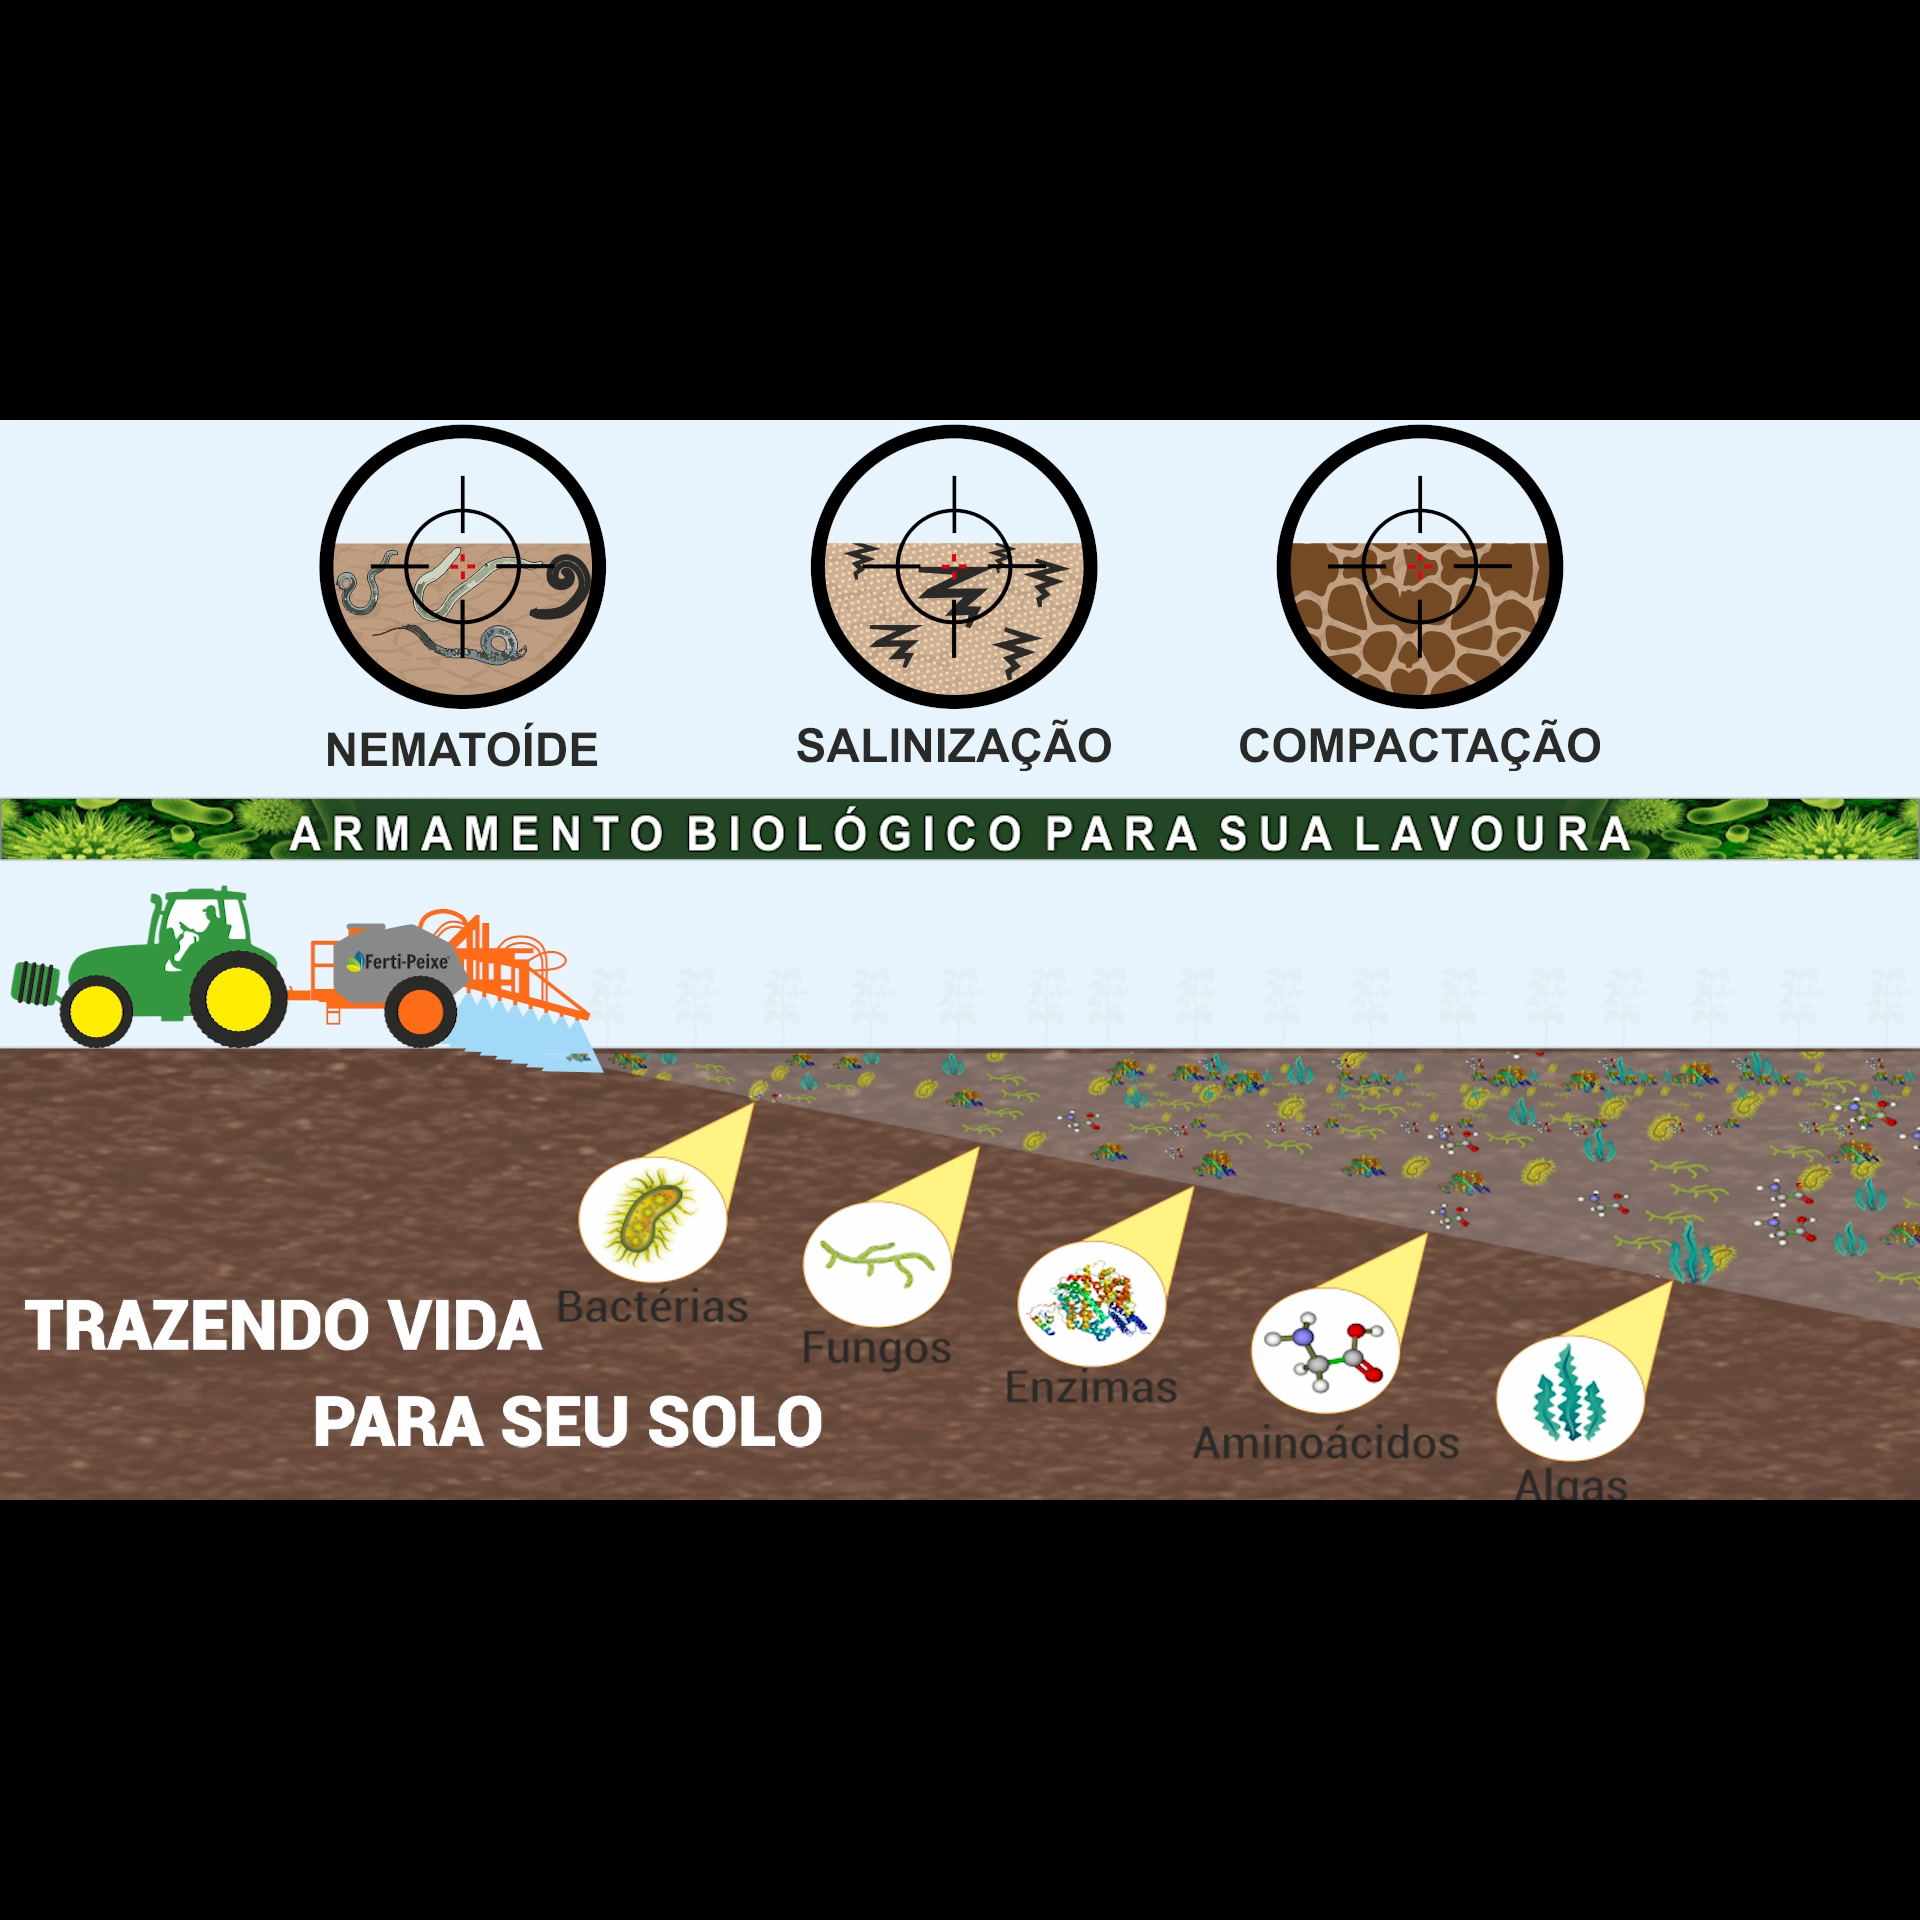 NEMATOÍDE
SALINIZAÇÃO
COMPACTAÇÃO
ARMAMENTO BIOLÓGICO PARA SUA LAVOURA
Ferti-Peixe
TRAZENDO VIDA
PARA SEU SOLO
Bactérias
Fungos
Enzimas
Aminoácidos
Algas